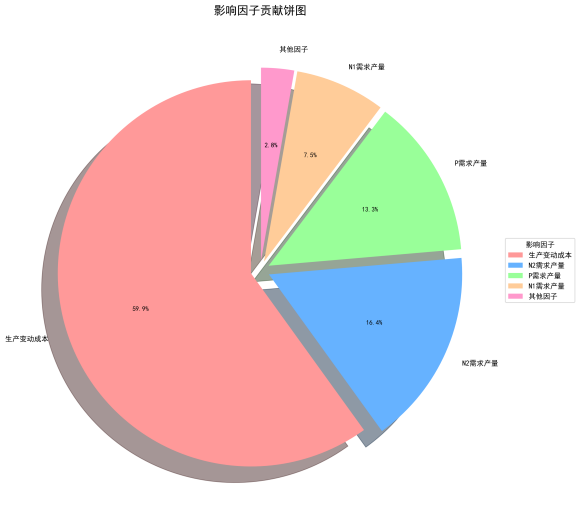 影响因子贡献饼图
其他因子
N1需求产量
2.8%
7.5%
P需求产量
13.3%
影响因子
生产变动成本
N2需求产量
P需求产量
N1需求产量
其他因子
59.9%
16.4%
生产变动成本
N2需求产量